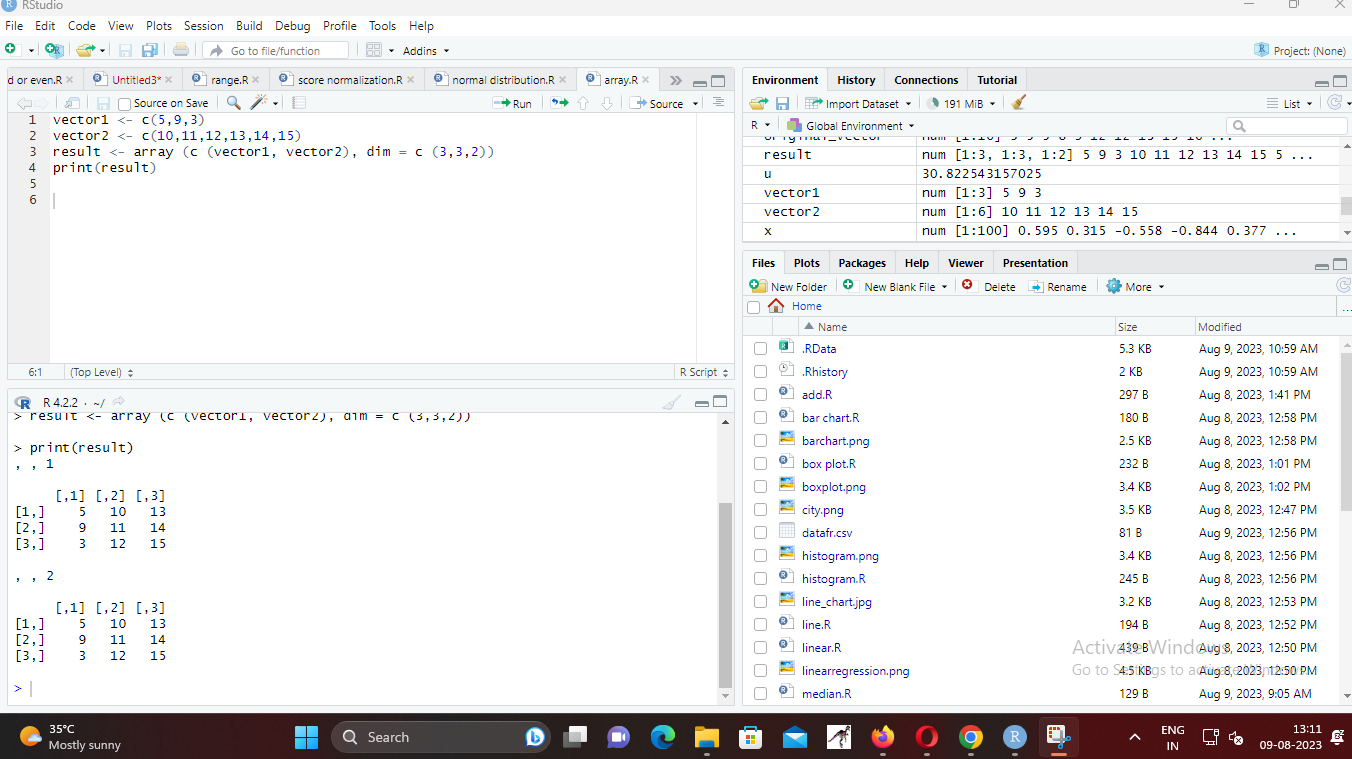 RStudio
File Edit Code View Plots Session Build Debug Profile Tools Help
Go to file/function Addins Project: (None)
d or even.R Untitled3* range.R score normalization.R normal distribution.R array.R
Source on Save Run Source
1 vector1 <- c(5,9,3)
2 vector2 <- c(10,11,12,13,14,15)
3 result <- array (c (vector1, vector2), dim = c (3,3,2))
4 print(result)
5
6
6:1 (Top Level) R Script
R 4.2.2 · ~/
> result <- array (c (vector1, vector2), dim = c (3,3,2))
> print(result)
, , 1
[,1] [,2] [,3]
[1,] 5 10 13
[2,] 9 11 14
[3,] 3 12 15
, , 2
[,1] [,2] [,3]
[1,] 5 10 13
[2,] 9 11 14
[3,] 3 12 15
>
Environment History Connections Tutorial
Import Dataset 191 MiB List
R Global Environment
original_vector
result num [1:3, 1:3, 1:2] 5 9 3 10 11 12 13 14 15 5 ...
u 30.822543157025
vector1 num [1:3] 5 9 3
vector2 num [1:6] 10 11 12 13 14 15
x num [1:100] 0.595 0.315 -0.558 -0.844 0.377 ...
Files Plots Packages Help Viewer Presentation
New Folder New Blank File Delete Rename More
Home ...
Name Size Modified
.RData 5.3 KB Aug 9, 2023, 10:59 AM
.Rhistory 2 KB Aug 9, 2023, 10:59 AM
add.R 297 B Aug 8, 2023, 1:41 PM
bar chart.R 180 B Aug 8, 2023, 12:58 PM
barchart.png 2.5 KB Aug 8, 2023, 12:58 PM
box plot.R 232 B Aug 8, 2023, 1:01 PM
boxplot.png 3.4 KB Aug 8, 2023, 1:02 PM
city.png 3.5 KB Aug 8, 2023, 12:47 PM
datafr.csv 81 B Aug 9, 2023, 12:56 PM
histogram.png 3.4 KB Aug 8, 2023, 12:56 PM
histogram.R 245 B Aug 8, 2023, 12:56 PM
line_chart.jpg 3.2 KB Aug 8, 2023, 12:53 PM
line.R 194 B Aug 8, 2023, 12:52 PM
linear.R 439 B Aug 8, 2023, 12:50 PM
linearregression.png 4.5 KB Aug 8, 2023, 12:50 PM
median.R 129 B Aug 9, 2023, 9:05 AM
Activate Windows
Go to Settings to activate Windows.
35°C
Mostly sunny
Search
ENG
IN
13:11
09-08-2023